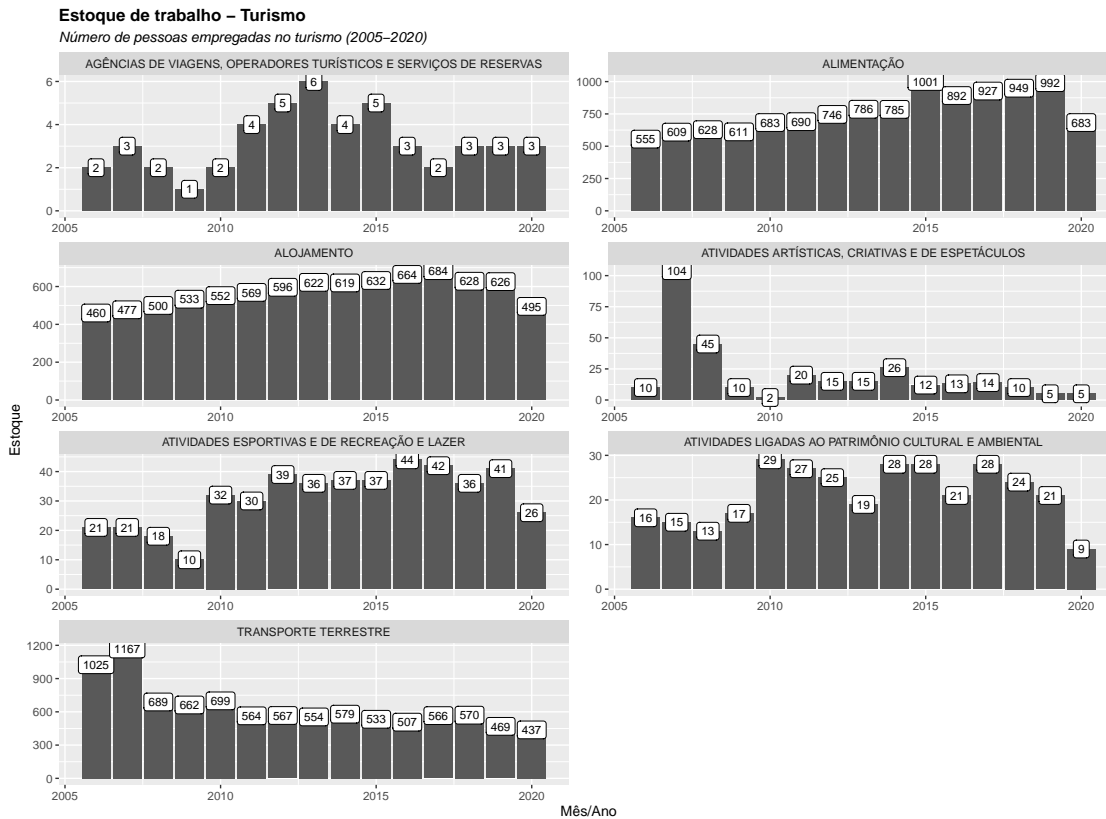 Estoque de trabalho – Turismo
Número de pessoas empregadas no turismo (2005–2020)
AGÊNCIAS DE VIAGENS, OPERADORES TURÍSTICOS E SERVIÇOS DE RESERVAS
6
4
2
0
2 3 2 1 2 4 5 6 4 5 3 2 3 3 3
2005 2010 2015 2020
ALIMENTAÇÃO
1000
750
500
250
0
555 609 628 611 683 690 746 786 785 1001 892 927 949 992 683
2005 2010 2015 2020
ALOJAMENTO
600
400
200
0
460 477 500 533 552 569 596 622 619 632 664 684 628 626 495
2005 2010 2015 2020
ATIVIDADES ARTÍSTICAS, CRIATIVAS E DE ESPETÁCULOS
100
75
50
25
0
10 104 45 10 2 20 15 15 26 12 13 14 10 5 5
2005 2010 2015 2020
ATIVIDADES ESPORTIVAS E DE RECREAÇÃO E LAZER
40
30
20
10
0
21 21 18 10 32 30 39 36 37 37 44 42 36 41 26
2005 2010 2015 2020
ATIVIDADES LIGADAS AO PATRIMÔNIO CULTURAL E AMBIENTAL
30
20
10
0
16 15 13 17 29 27 25 19 28 28 21 28 24 21 9
2005 2010 2015 2020
TRANSPORTE TERRESTRE
1200
900
600
300
0
1025 1167 689 662 699 564 567 554 579 533 507 566 570 469 437
2005 2010 2015 2020
Estoque
Mês/Ano